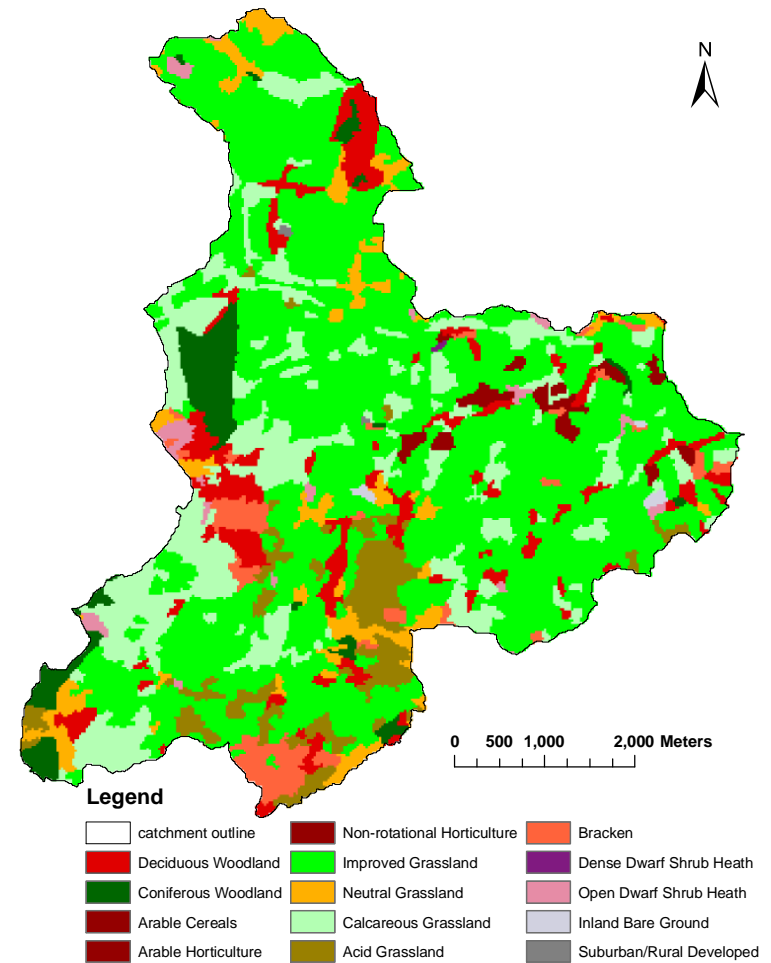 N
0 500 1,000 2,000 Meters
Legend
catchment outline
Deciduous Woodland
Coniferous Woodland
Arable Cereals
Arable Horticulture
Non-rotational Horticulture
Improved Grassland
Neutral Grassland
Calcareous Grassland
Acid Grassland
Bracken
Dense Dwarf Shrub Heath
Open Dwarf Shrub Heath
Inland Bare Ground
Suburban/Rural Developed